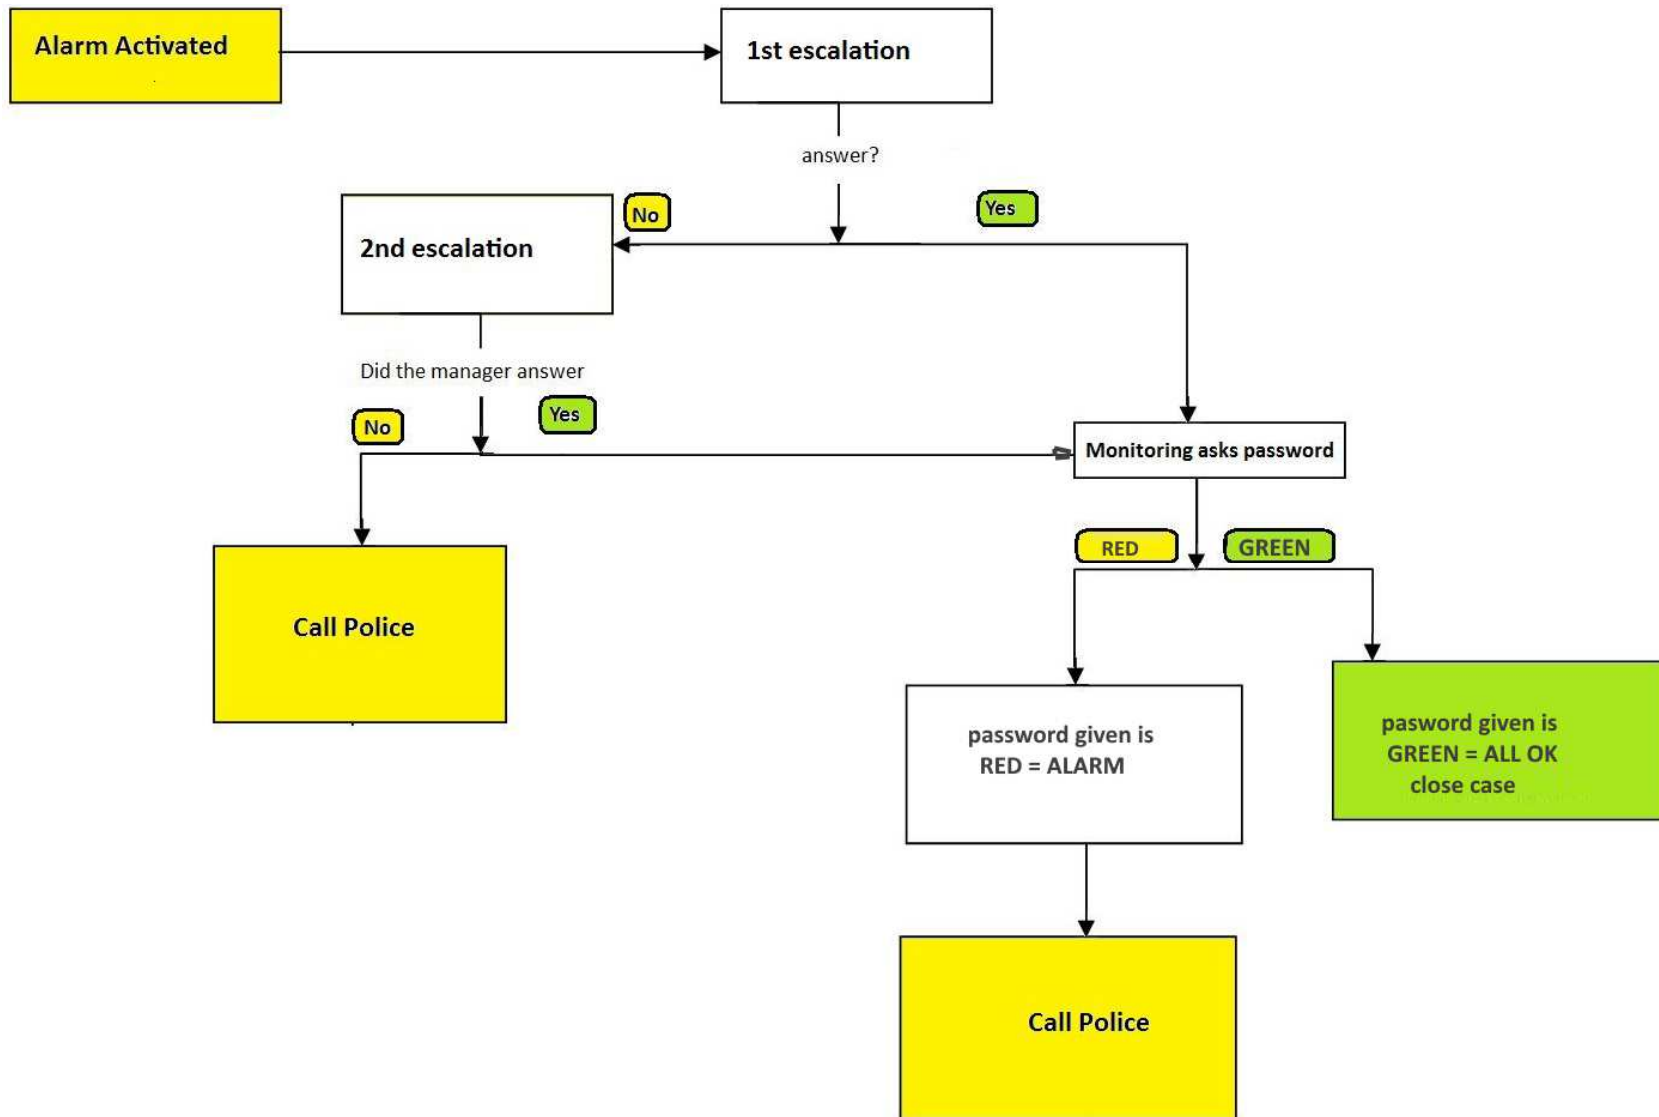 Alarm Activated
1st escalation
answer?
No
Yes
2nd escalation
Did the manager answer
No
Yes
Monitoring asks password
RED
GREEN
Call Police
password given is
RED = ALARM
pasword given is
GREEN = ALL OK
close case
Call Police